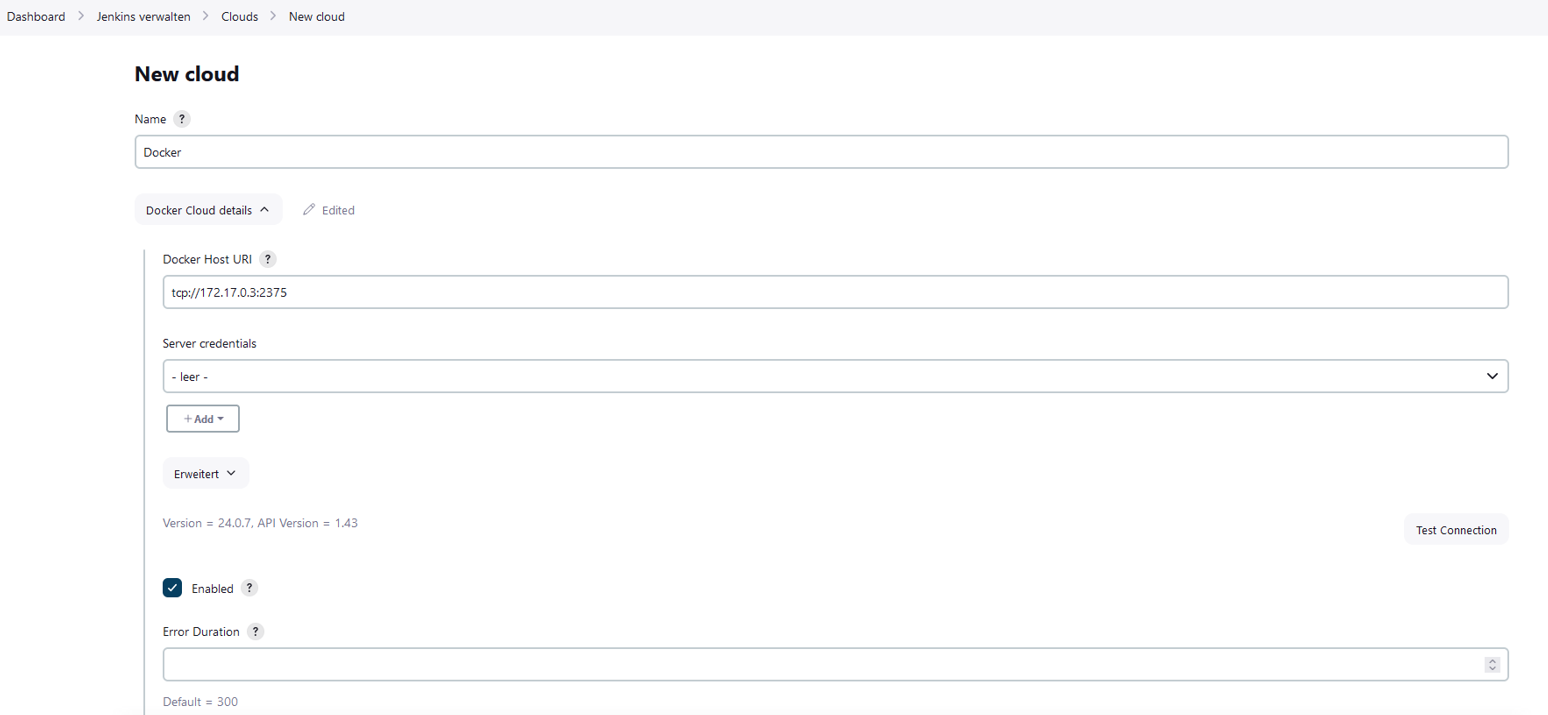 Dashboard > Jenkins verwalten > Clouds > New cloud
New cloud
Name ?
Docker
Docker Cloud details Edited
Docker Host URI ?
tcp://172.17.0.3:2375
Server credentials
- leer -
+ Add
Erweitert
Version = 24.0.7, API Version = 1.43
Test Connection
Enabled ?
Error Duration ?
Default = 300